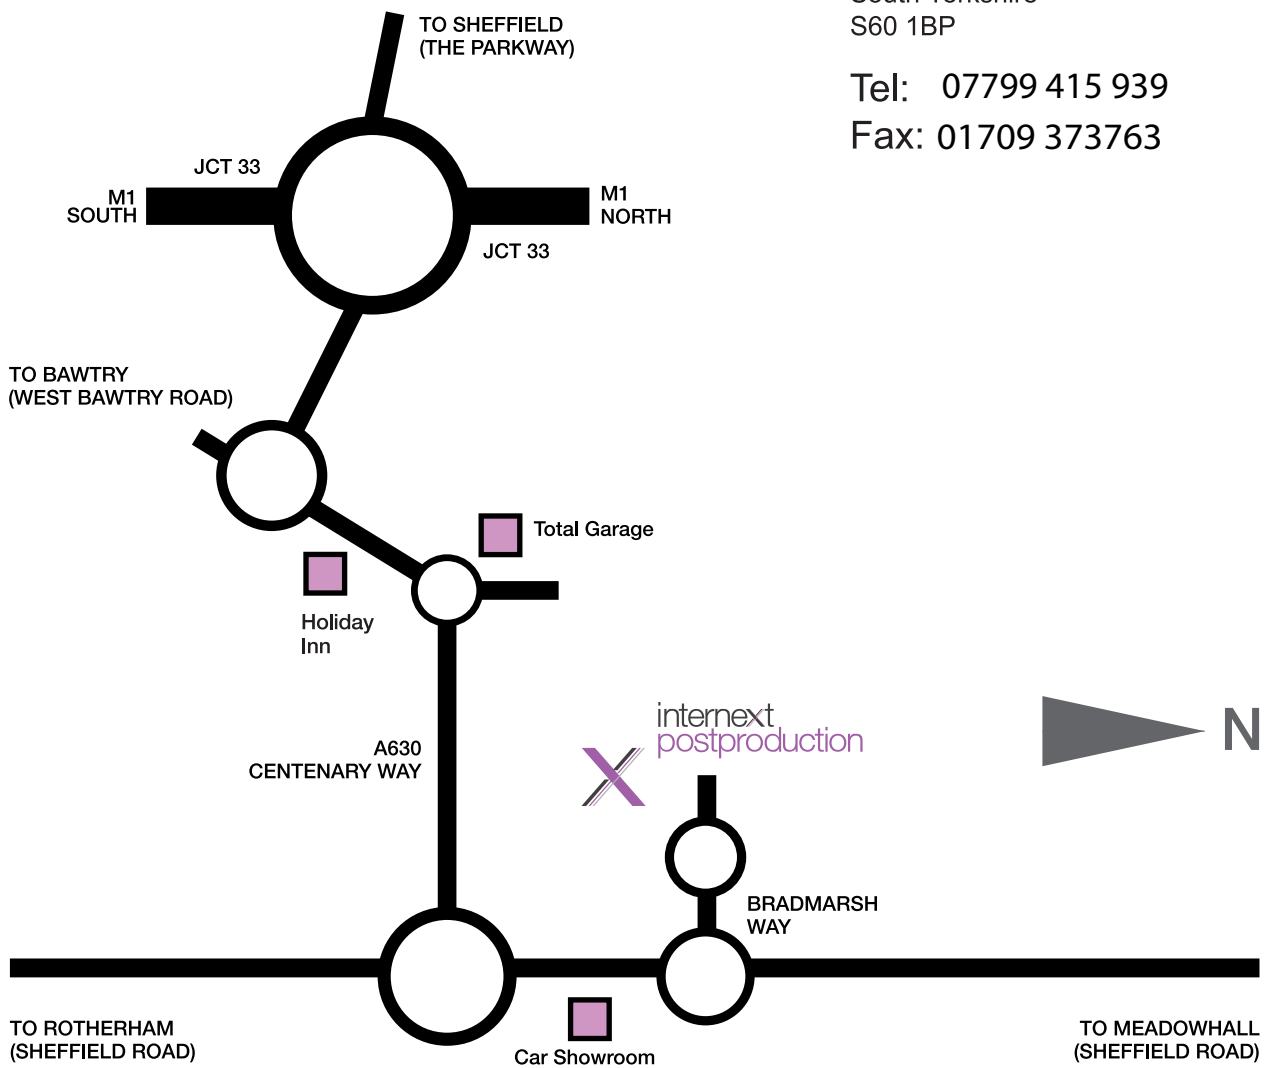 South Yorkshire
S60 1BP
Tel: 07799 415 939
Fax: 01709 373763
TO SHEFFIELD
(THE PARKWAY)
JCT 33
M1
SOUTH
M1
NORTH
JCT 33
TO BAWTRY
(WEST BAWTRY ROAD)
Total Garage
Holiday
Inn
internext
postproduction
N
A630
CENTENARY WAY
BRADMARSH
WAY
TO ROTHERHAM
(SHEFFIELD ROAD)
Car Showroom
TO MEADOWHALL
(SHEFFIELD ROAD)